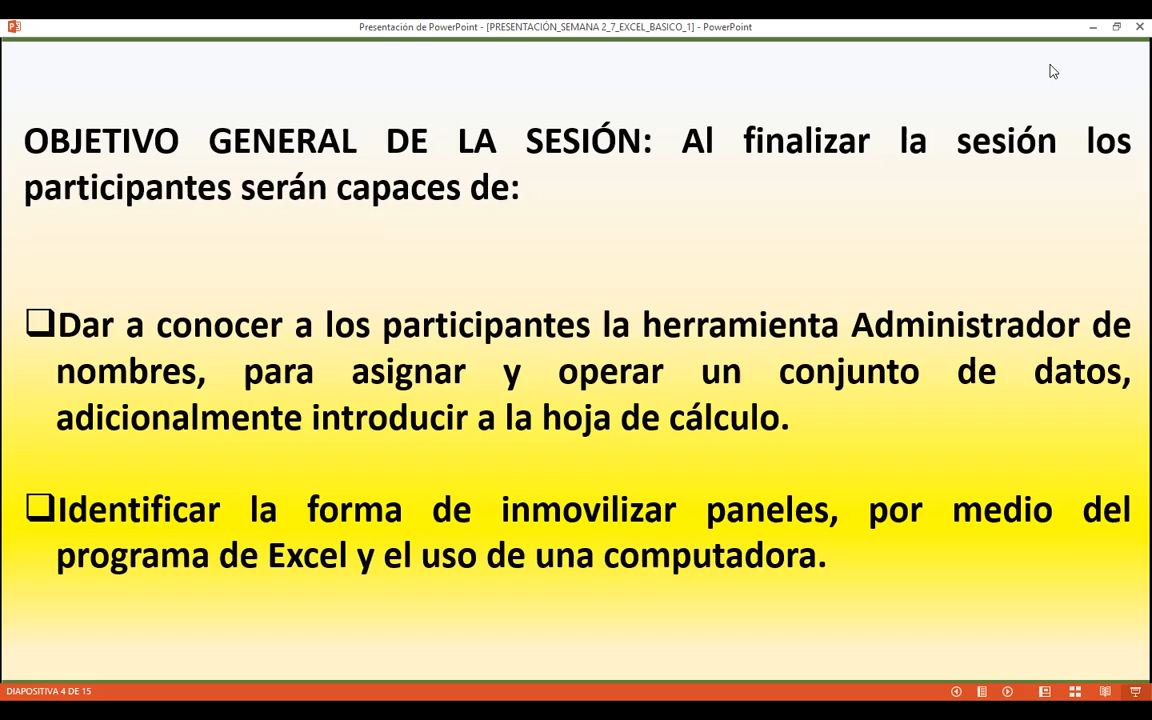 Presentación de PowerPoint - [PRESENTACIÓN_SEMANA 2_7_EXCEL_BASICO_1] - PowerPoint
OBJETIVO GENERAL DE LA SESIÓN: Al finalizar la sesión los
participantes serán capaces de:
Dar a conocer a los participantes la herramienta Administrador de
nombres, para asignar y operar un conjunto de datos,
adicionalmente introducir a la hoja de cálculo.
Identificar la forma de inmovilizar paneles, por medio del
programa de Excel y el uso de una computadora.
DIAPOSITIVA 4 DE 15